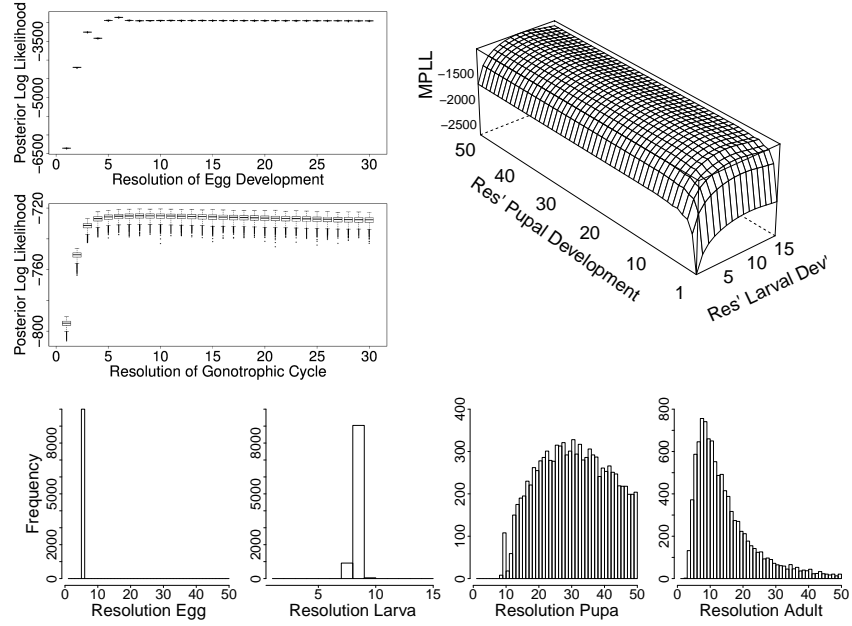 Posterior Log Likelihood
−3500
−5000
−6500
0 5 10 15 20 25 30
Resolution of Egg Development
Posterior Log Likelihood
−720
−760
−800
0 5 10 15 20 25 30
Resolution of Gonotrophic Cycle
MPLL
−1500
−2000
−2500
50
40
30
20
10
1
Res' Pupal Development
5
10
15
Res' Larval Dev'
Frequency
0 2000 5000 8000
0 10 20 30 40 50
Resolution Egg
0 2000 5000 8000
5 10 15
Resolution Larva
0 100 200 300 400
0 10 20 30 40 50
Resolution Pupa
0 200 400 600 800
0 10 20 30 40 50
Resolution Adult